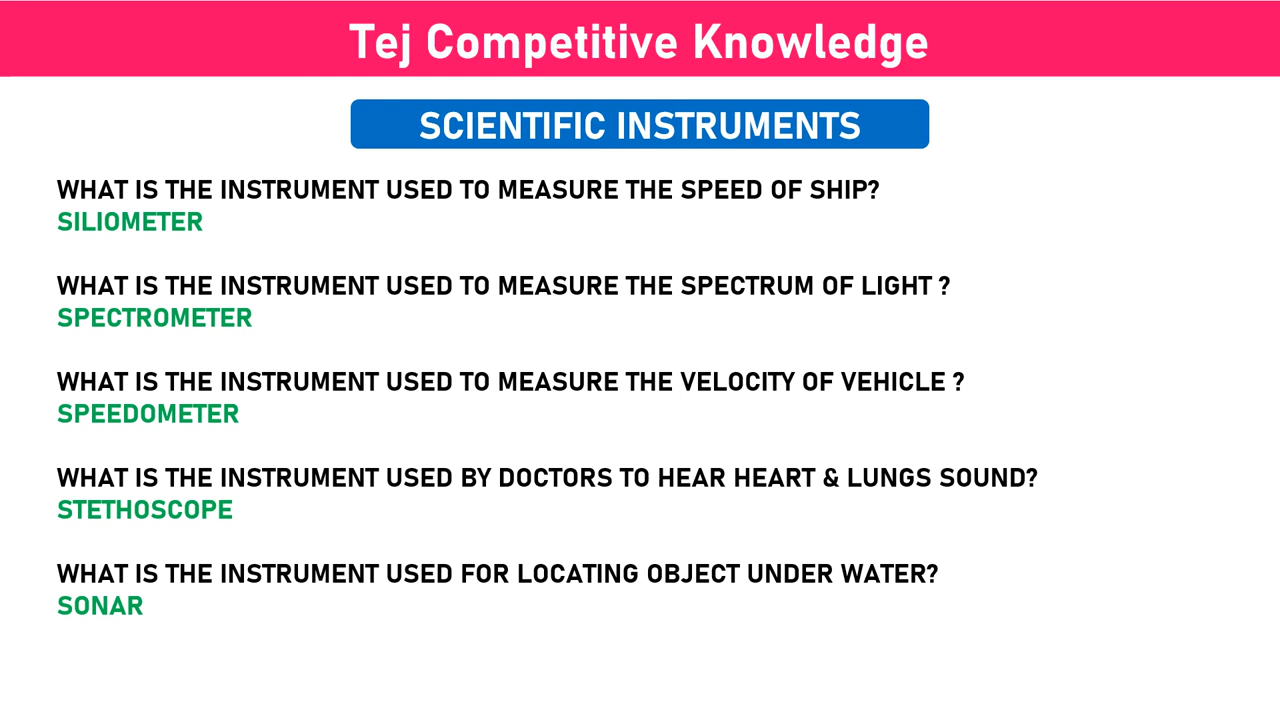 Tej Competitive Knowledge
SCIENTIFIC INSTRUMENTS
WHAT IS THE INSTRUMENT USED TO MEASURE THE SPEED OF SHIP?
SILIOMETER
WHAT IS THE INSTRUMENT USED TO MEASURE THE SPECTRUM OF LIGHT ?
SPECTROMETER
WHAT IS THE INSTRUMENT USED TO MEASURE THE VELOCITY OF VEHICLE ?
SPEEDOMETER
WHAT IS THE INSTRUMENT USED BY DOCTORS TO HEAR HEART & LUNGS SOUND?
STETHOSCOPE
WHAT IS THE INSTRUMENT USED FOR LOCATING OBJECT UNDER WATER?
SONAR